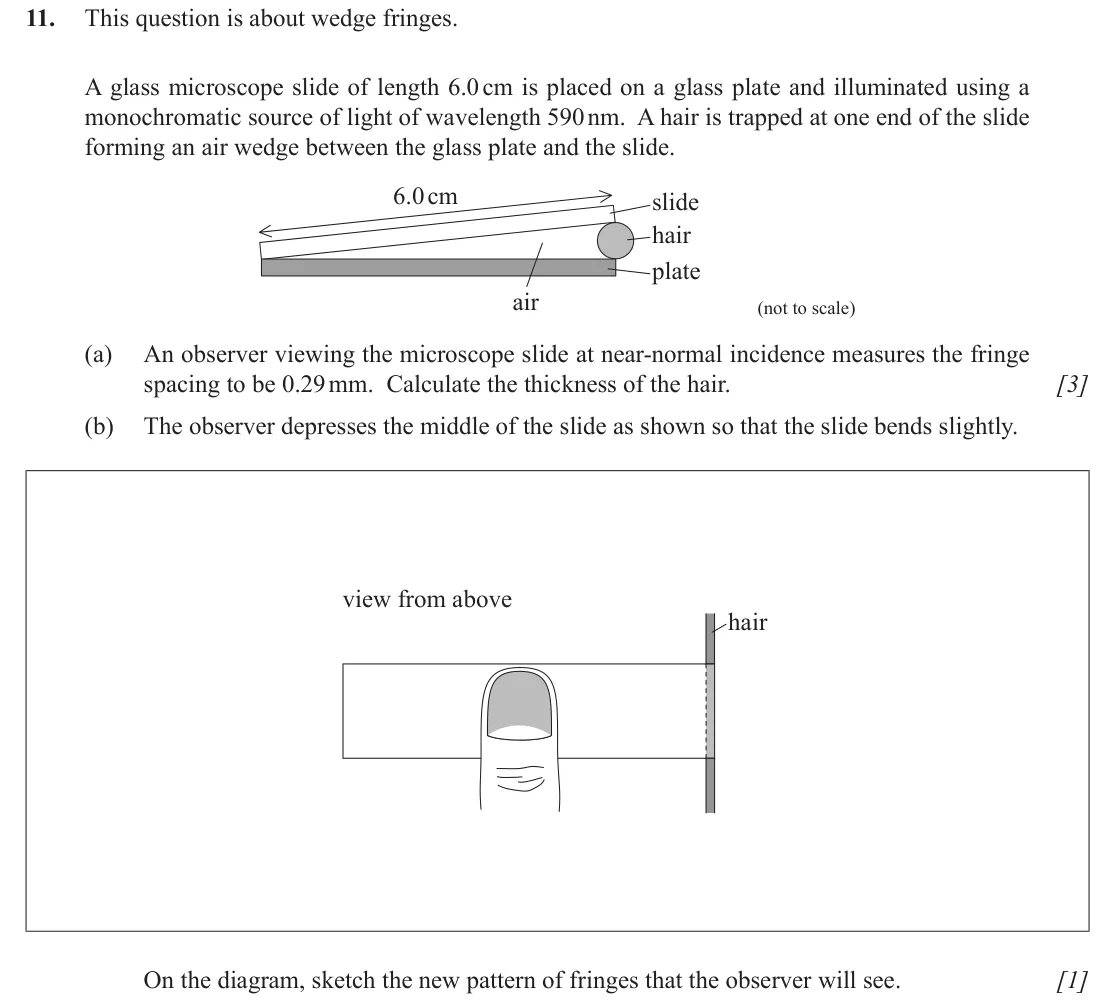 11. This question is about wedge fringes.
A glass microscope slide of length 6.0 cm is placed on a glass plate and illuminated using a
monochromatic source of light of wavelength 590 nm. A hair is trapped at one end of the slide
forming an air wedge between the glass plate and the slide.
6.0 cm
slide
hair
plate
air
(not to scale)
(a) An observer viewing the microscope slide at near-normal incidence measures the fringe
spacing to be 0.29 mm. Calculate the thickness of the hair. [3]
(b) The observer depresses the middle of the slide as shown so that the slide bends slightly.
view from above
hair
On the diagram, sketch the new pattern of fringes that the observer will see. [1]